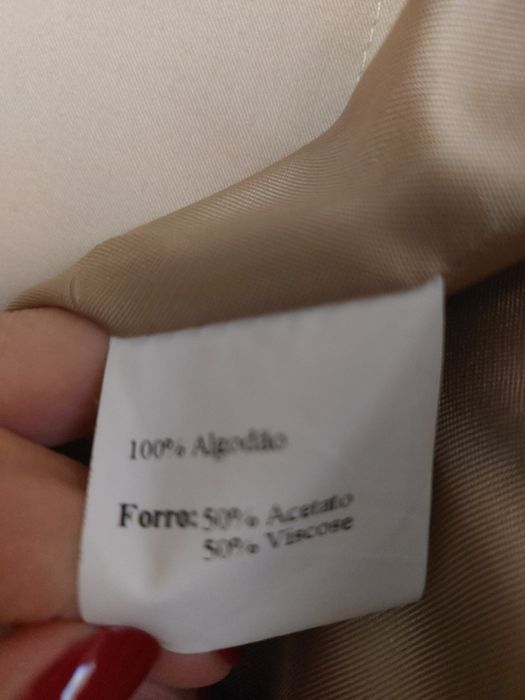 100% Algodão
Forro: 50% Acetato
50% Viscose